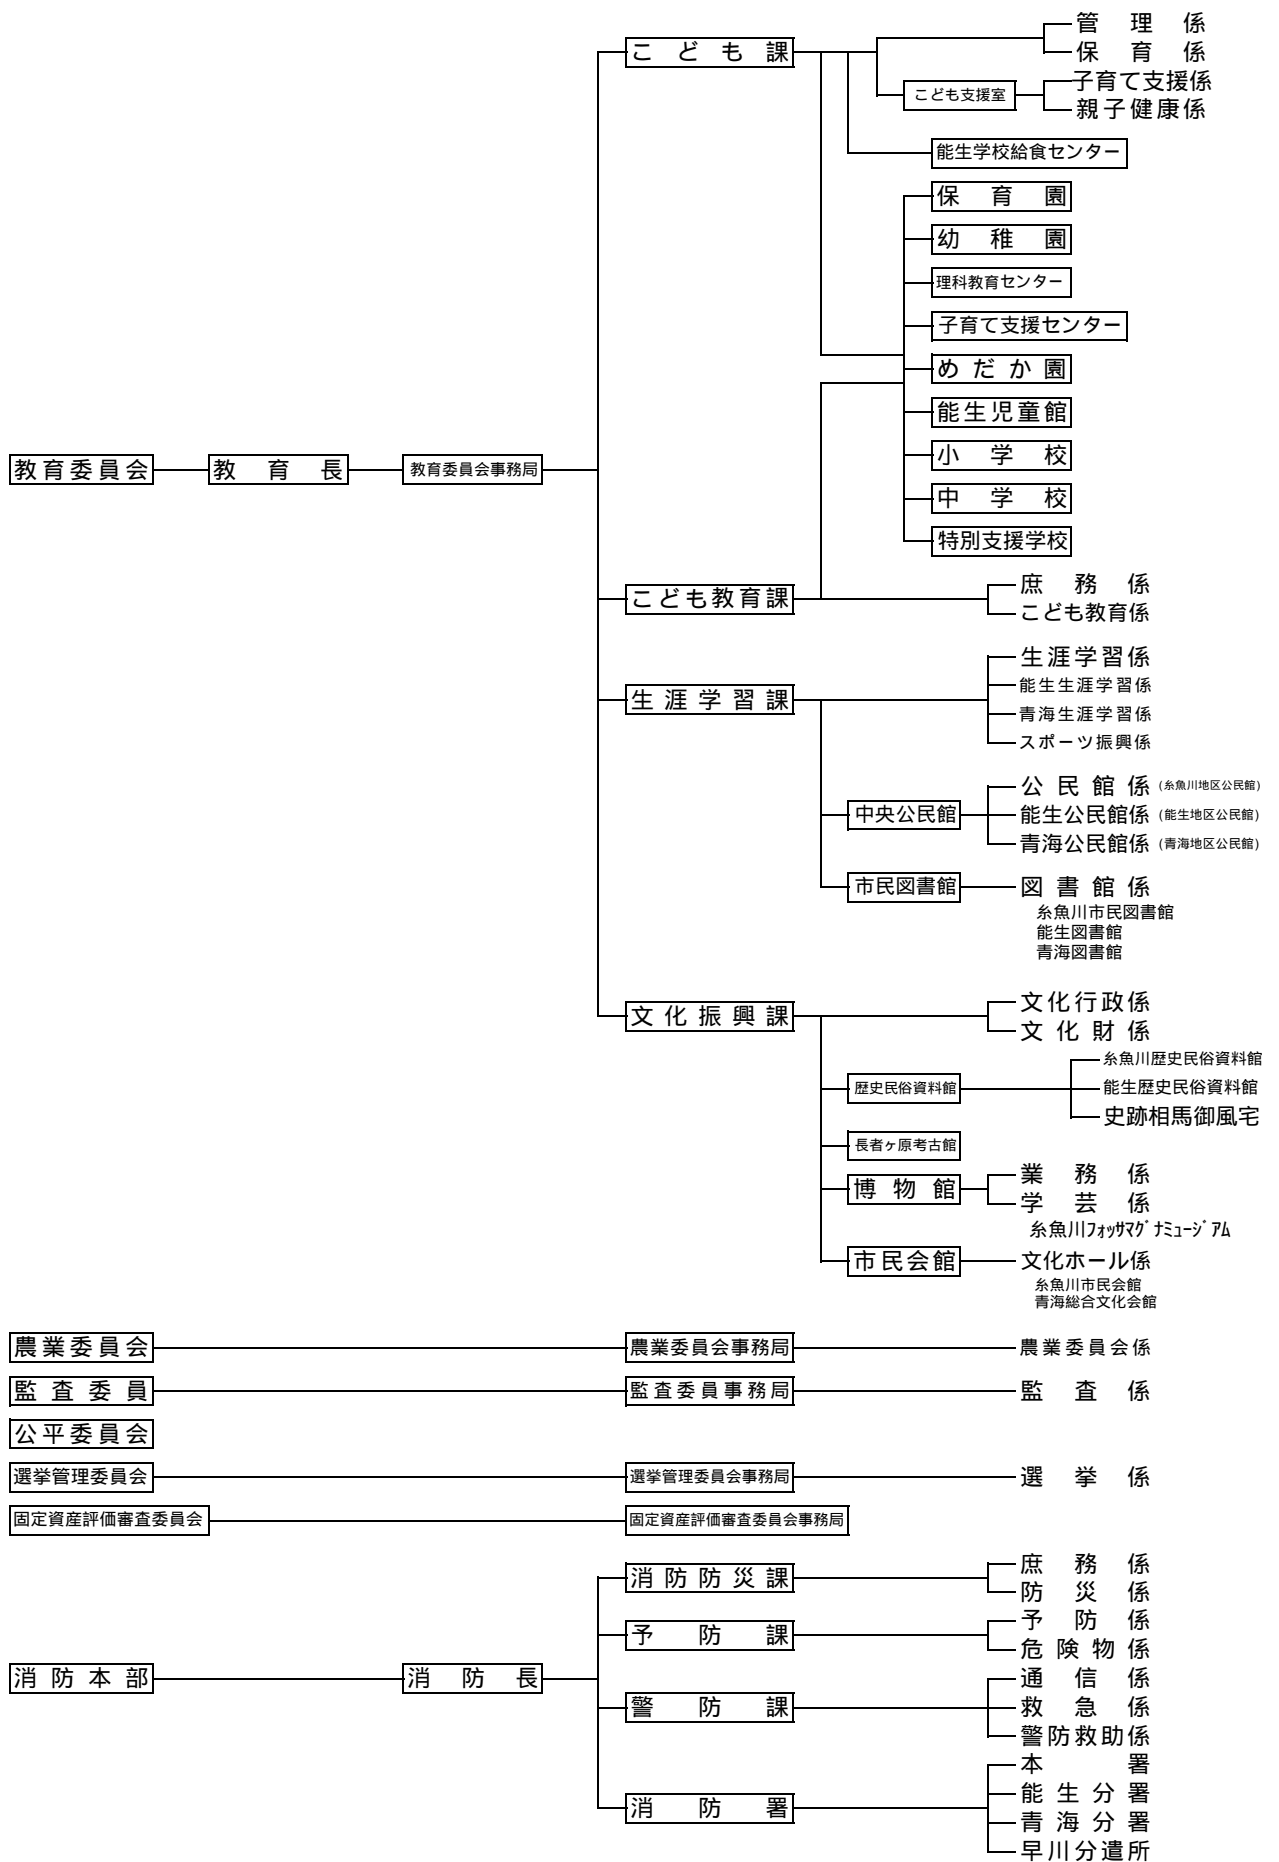 管理係
こども課
保育係
子育て支援係
こども支援室
親子健康係
能生学校給食センター
保育園
幼稚園
理科教育センター
子育て支援センター
めだか園
能生児童館
小学校
教育委員会 教育長 教育委員会事務局
中学校
特別支援学校
庶務係
こども教育課
こども教育係
生涯学習係
能生生涯学習係
生涯学習課
青海生涯学習係
スポーツ振興係
公民館係 (糸魚川地区公民館)
中央公民館 能生公民館係 (能生地区公民館)
青海公民館係 (青海地区公民館)
市民図書館 図書館係
糸魚川市民図書館
能生図書館
青海図書館
文化行政係
文化振興課
文化財係
糸魚川歴史民俗資料館
歴史民俗資料館 能生歴史民俗資料館
史跡相馬御風宅
長者ヶ原考古館
業務係
博物館
学芸係
糸魚川フォッサマグナミュージアム
市民会館 文化ホール係
糸魚川市民会館
青海総合文化会館
農業委員会 農業委員会事務局 農業委員会係
監査委員 監査委員事務局 監査係
公平委員会
選挙管理委員会 選挙管理委員会事務局 選挙係
固定資産評価審査委員会 固定資産評価審査委員会事務局
庶務係
消防防災課
防災係
予防係
予防課
危険物係
消防本部 消防長
通信係
警防課 救急係
警防救助係
本署
能生分署
消防署
青海分署
早川分遣所